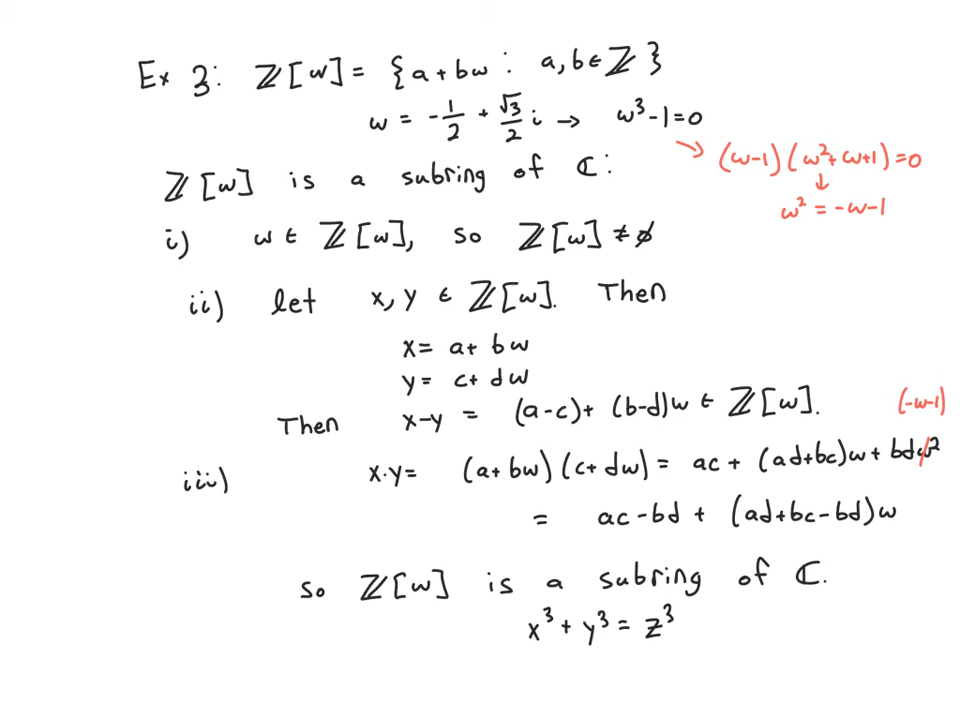 Ex 3: ℤ[w] = {a + bw : a, b ∈ ℤ}
w = -1/2 + √3/2 i → w³ - 1 = 0
→ (w-1)(w²+w+1) = 0
↓
w² = -w-1
ℤ[w] is a subring of ℂ:
i) w ∈ ℤ[w], so ℤ[w] ≠ ∅
ii) let x, y ∈ ℤ[w]. Then
x = a + bw
y = c + dw
Then x-y = (a-c) + (b-d)w ∈ ℤ[w].
(-w-1)
iii) x·y = (a+bw)(c+dw) = ac + (ad+bc)w + bdw²
= ac - bd + (ad+bc-bd)w
so ℤ[w] is a subring of ℂ.
x³ + y³ = z³